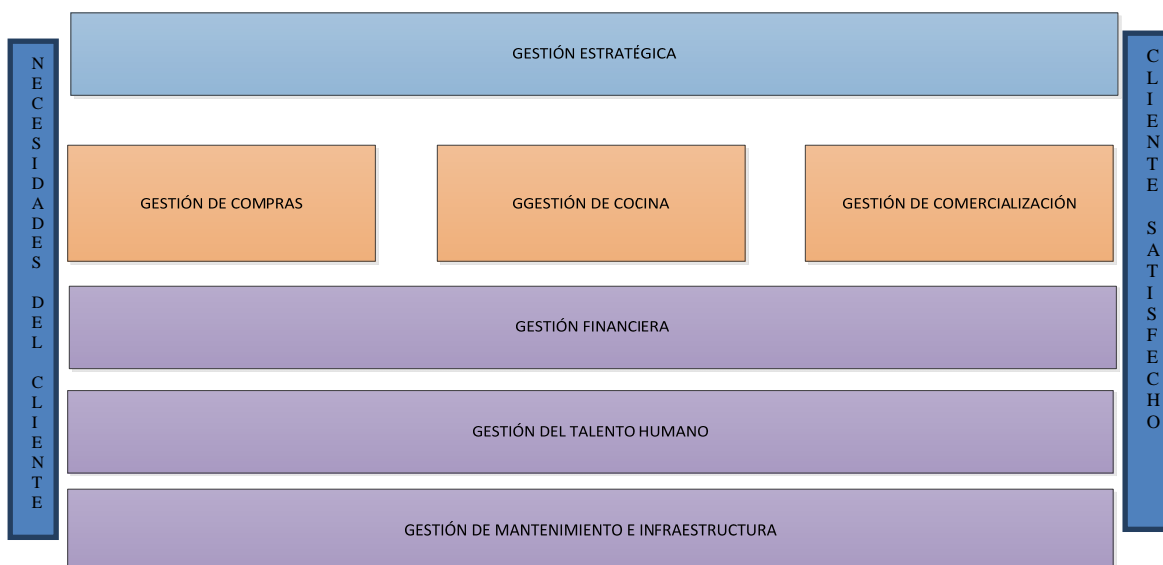 NECESIDADES DEL CLIENTE
GESTIÓN ESTRATÉGICA
GESTIÓN DE COMPRAS
GGESTIÓN DE COCINA
GESTIÓN DE COMERCIALIZACIÓN
GESTIÓN FINANCIERA
GESTIÓN DEL TALENTO HUMANO
GESTIÓN DE MANTENIMIENTO E INFRAESTRUCTURA
CLIENTE SATISFECHO